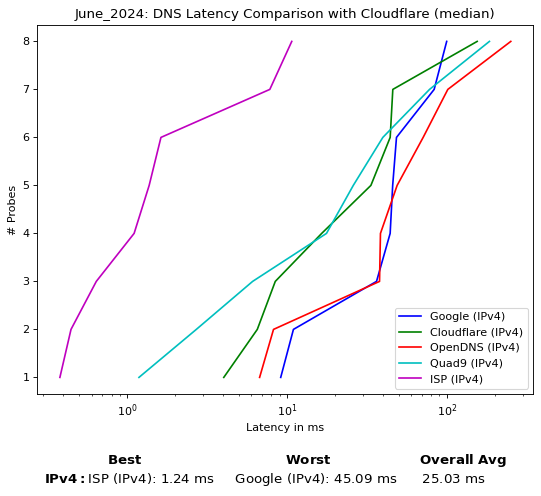 June_2024: DNS Latency Comparison with Cloudflare (median)
8
7
6
5
4
3
2
1
# Probes
Google (IPv4)
Cloudflare (IPv4)
OpenDNS (IPv4)
Quad9 (IPv4)
ISP (IPv4)
10⁰ 10¹ 10²
Latency in ms
Best Worst Overall Avg
IPv4: ISP (IPv4): 1.24 ms Google (IPv4): 45.09 ms 25.03 ms